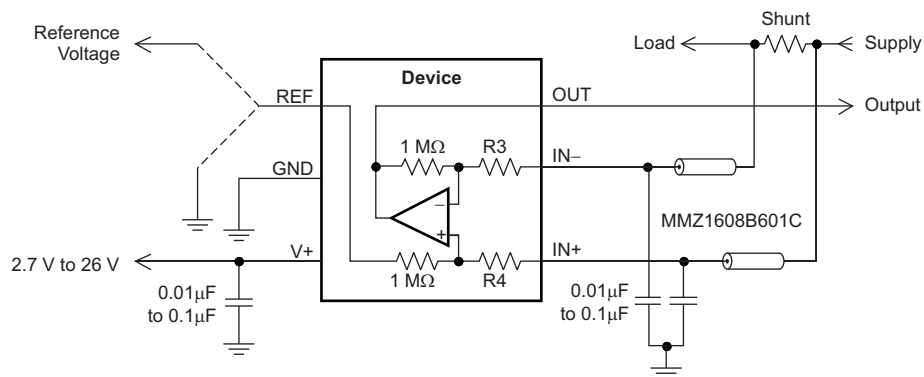 Shunt
Reference
Voltage
Load
Supply
Device
REF
OUT
Output
1 MΩ
R3
IN−
GND
−
MMZ1608B601C
+
V+
IN+
2.7 V to 26 V
1 MΩ
R4
0.01μF
to 0.1μF
0.01μF
to 0.1μF